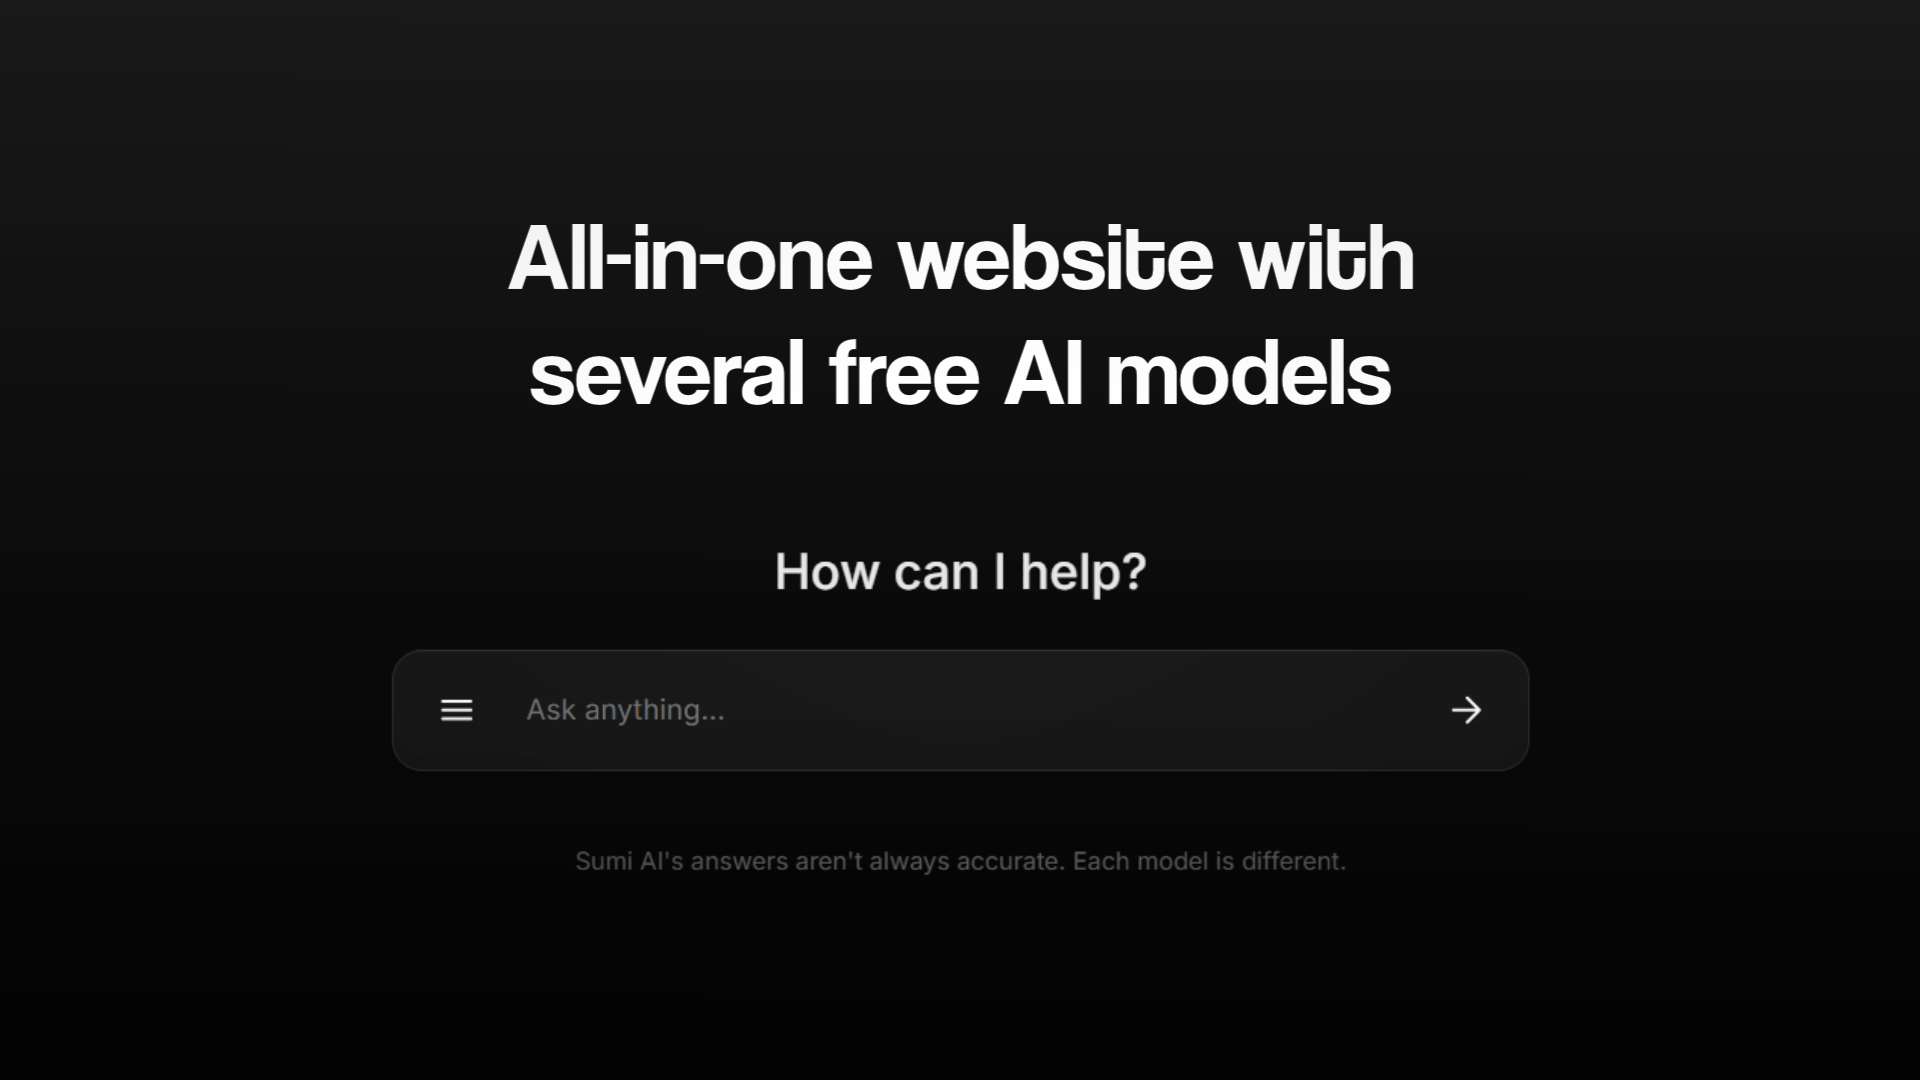 All-in-one website with
several free AI models
How can I help?
Ask anything...
Sumi AI's answers aren't always accurate. Each model is different.